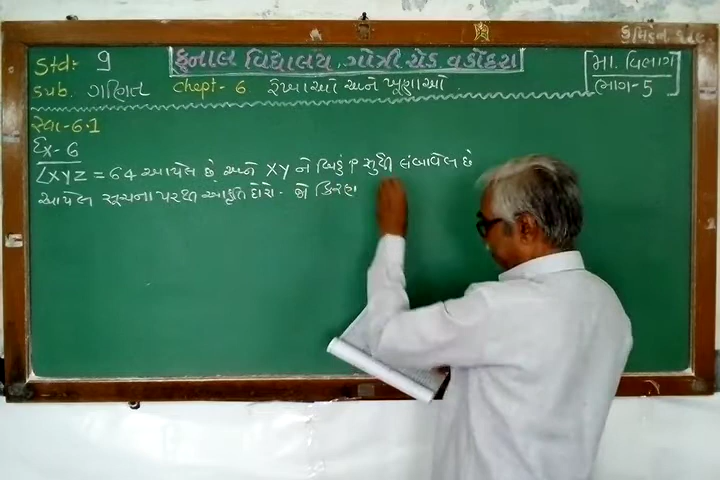 Std:- 9
કુનાલ વિદ્યાલય, ગોત્રી રોડ વડોદરા
મા. વિભાગ
Sub. ગણિત Chept- 6 રેખાઓ અને ખૂણાઓ.
ભાગ-5
સ્વા-6.1
Ex-6
∠XYZ = 64 આપેલ છે અને XY ને બિંદુ P સુધી લંબાવેલ છે
આપેલ સૂચના પરથી આકૃતિ દોરો. જો કિરણ